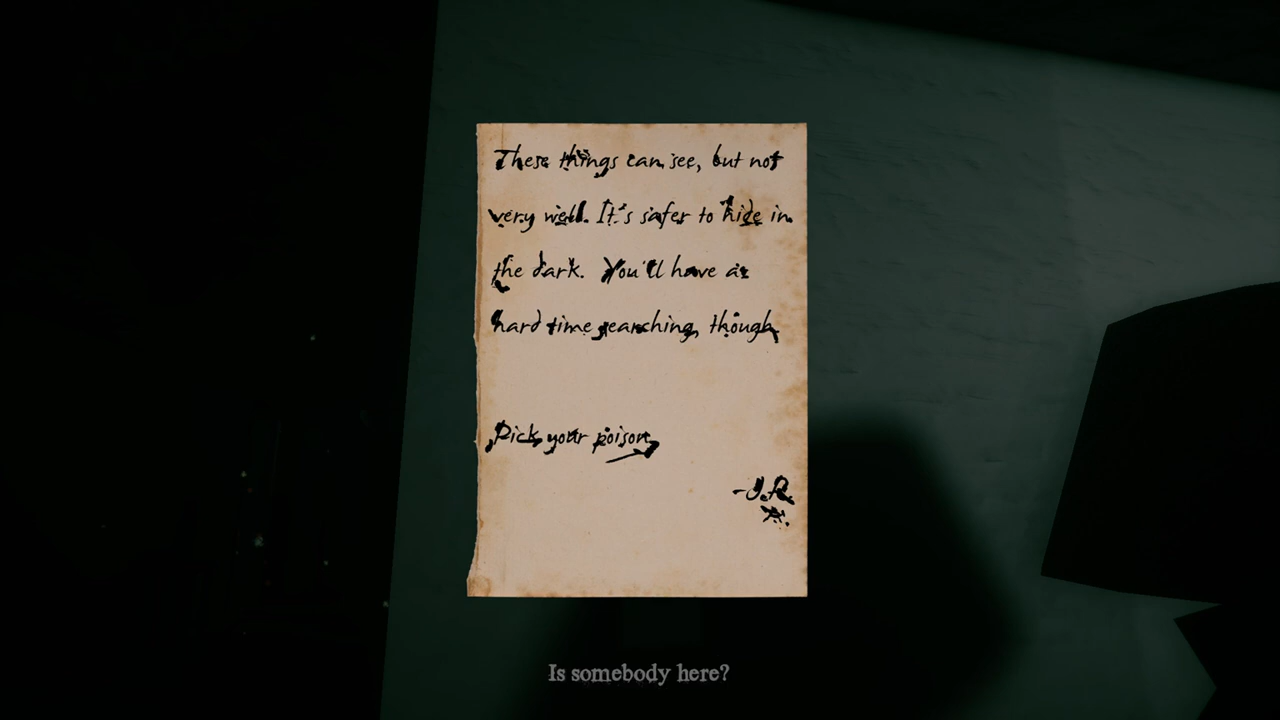 These things can see, but not
very well. It's safer to hide in
the dark. You'll have a
hard time searching, though
Pick your poison
Is somebody here?